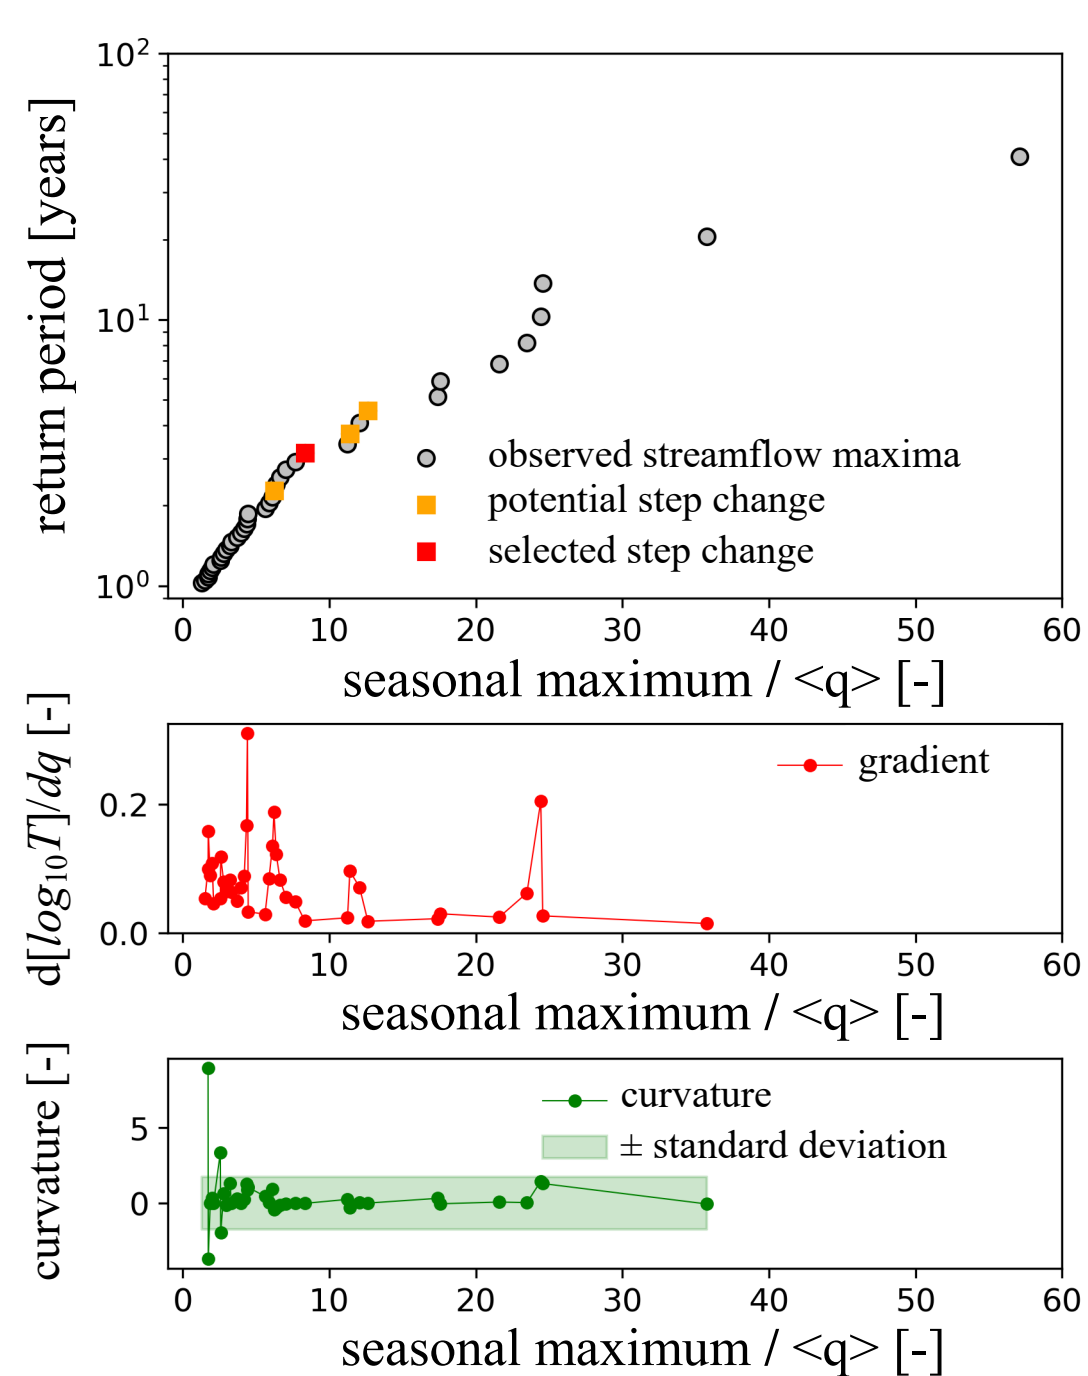 10²
10¹
10⁰
return period [years]
observed streamflow maxima
potential step change
selected step change
0 10 20 30 40 50 60
seasonal maximum / <q> [-]
d[log₁₀T]/dq [-]
0.2
0.0
gradient
0 10 20 30 40 50 60
seasonal maximum / <q> [-]
curvature [-]
5
0
curvature
± standard deviation
0 10 20 30 40 50 60
seasonal maximum / <q> [-]